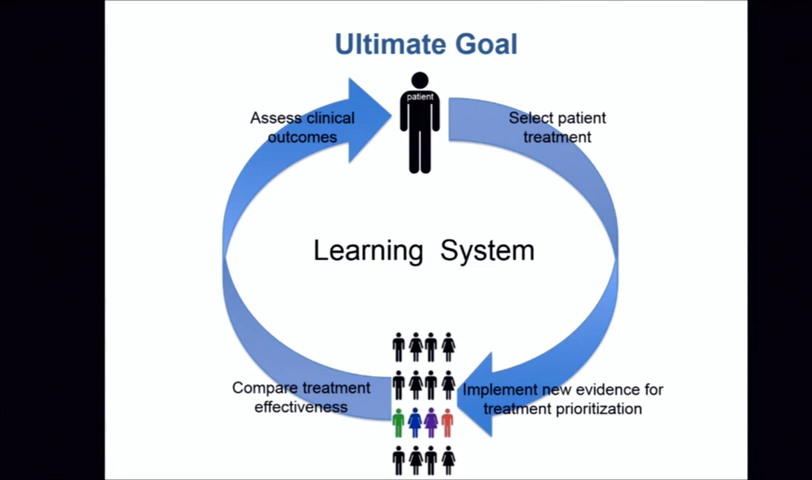 Ultimate Goal
patient
Assess clinical
outcomes
Select patient
treatment
Learning System
Compare treatment
effectiveness
Implement new evidence for
treatment prioritization